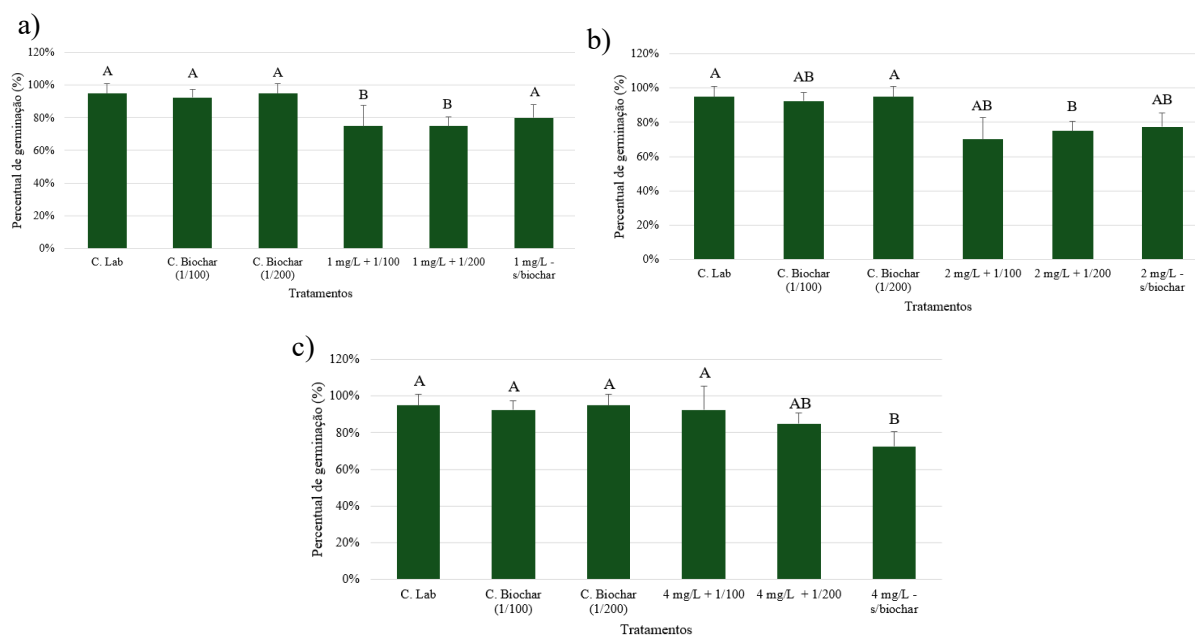 a)
Percentual de germinação (%)
120%
100%
80%
60%
40%
20%
0%
A
A
A
B
B
A
C. Lab
C. Biochar
(1/100)
C. Biochar
(1/200)
1 mg/L + 1/100
1 mg/L + 1/200
1 mg/L -
s/biochar
Tratamentos
b)
Percentual de germinação (%)
120%
100%
80%
60%
40%
20%
0%
A
AB
A
AB
B
AB
C. Lab
C. Biochar
(1/100)
C. Biochar
(1/200)
2 mg/L + 1/100
2 mg/L + 1/200
2 mg/L -
s/biochar
Tratamentos
c)
Percentual de germinação (%)
120%
100%
80%
60%
40%
20%
0%
A
A
A
A
AB
B
C. Lab
C. Biochar
(1/100)
C. Biochar
(1/200)
4 mg/L + 1/100
4 mg/L + 1/200
4 mg/L -
s/biochar
Tratamentos